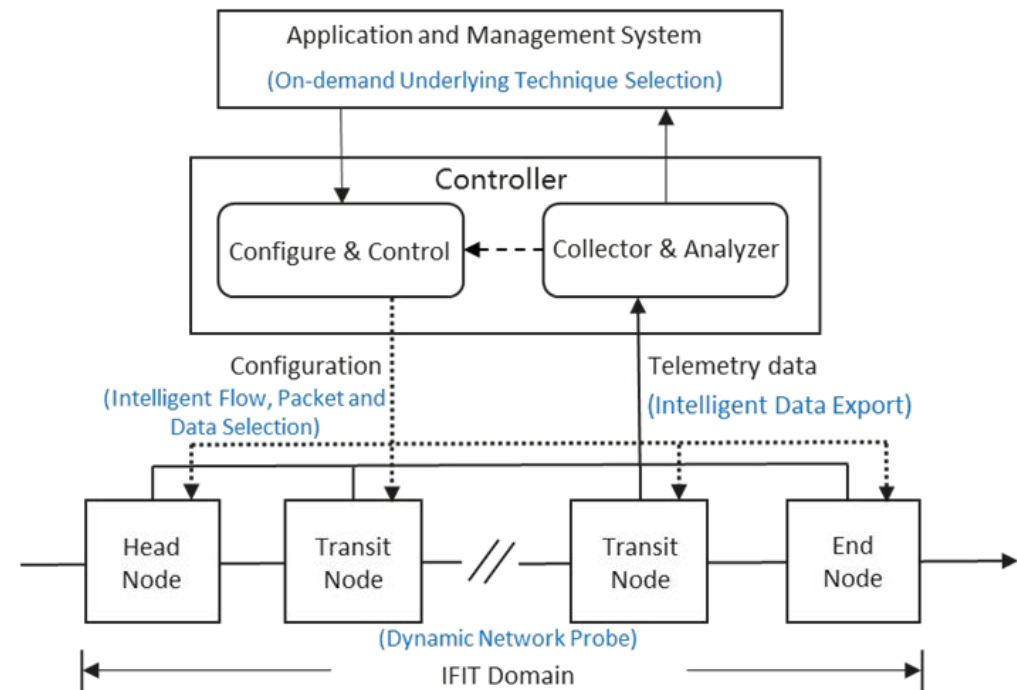 Application and Management System
(On-demand Underlying Technique Selection)
Controller
Configure & Control
Collector & Analyzer
Configuration
(Intelligent Flow, Packet and
Data Selection)
Telemetry data
(Intelligent Data Export)
Head
Node
Transit
Node
Transit
Node
End
Node
(Dynamic Network Probe)
IFIT Domain